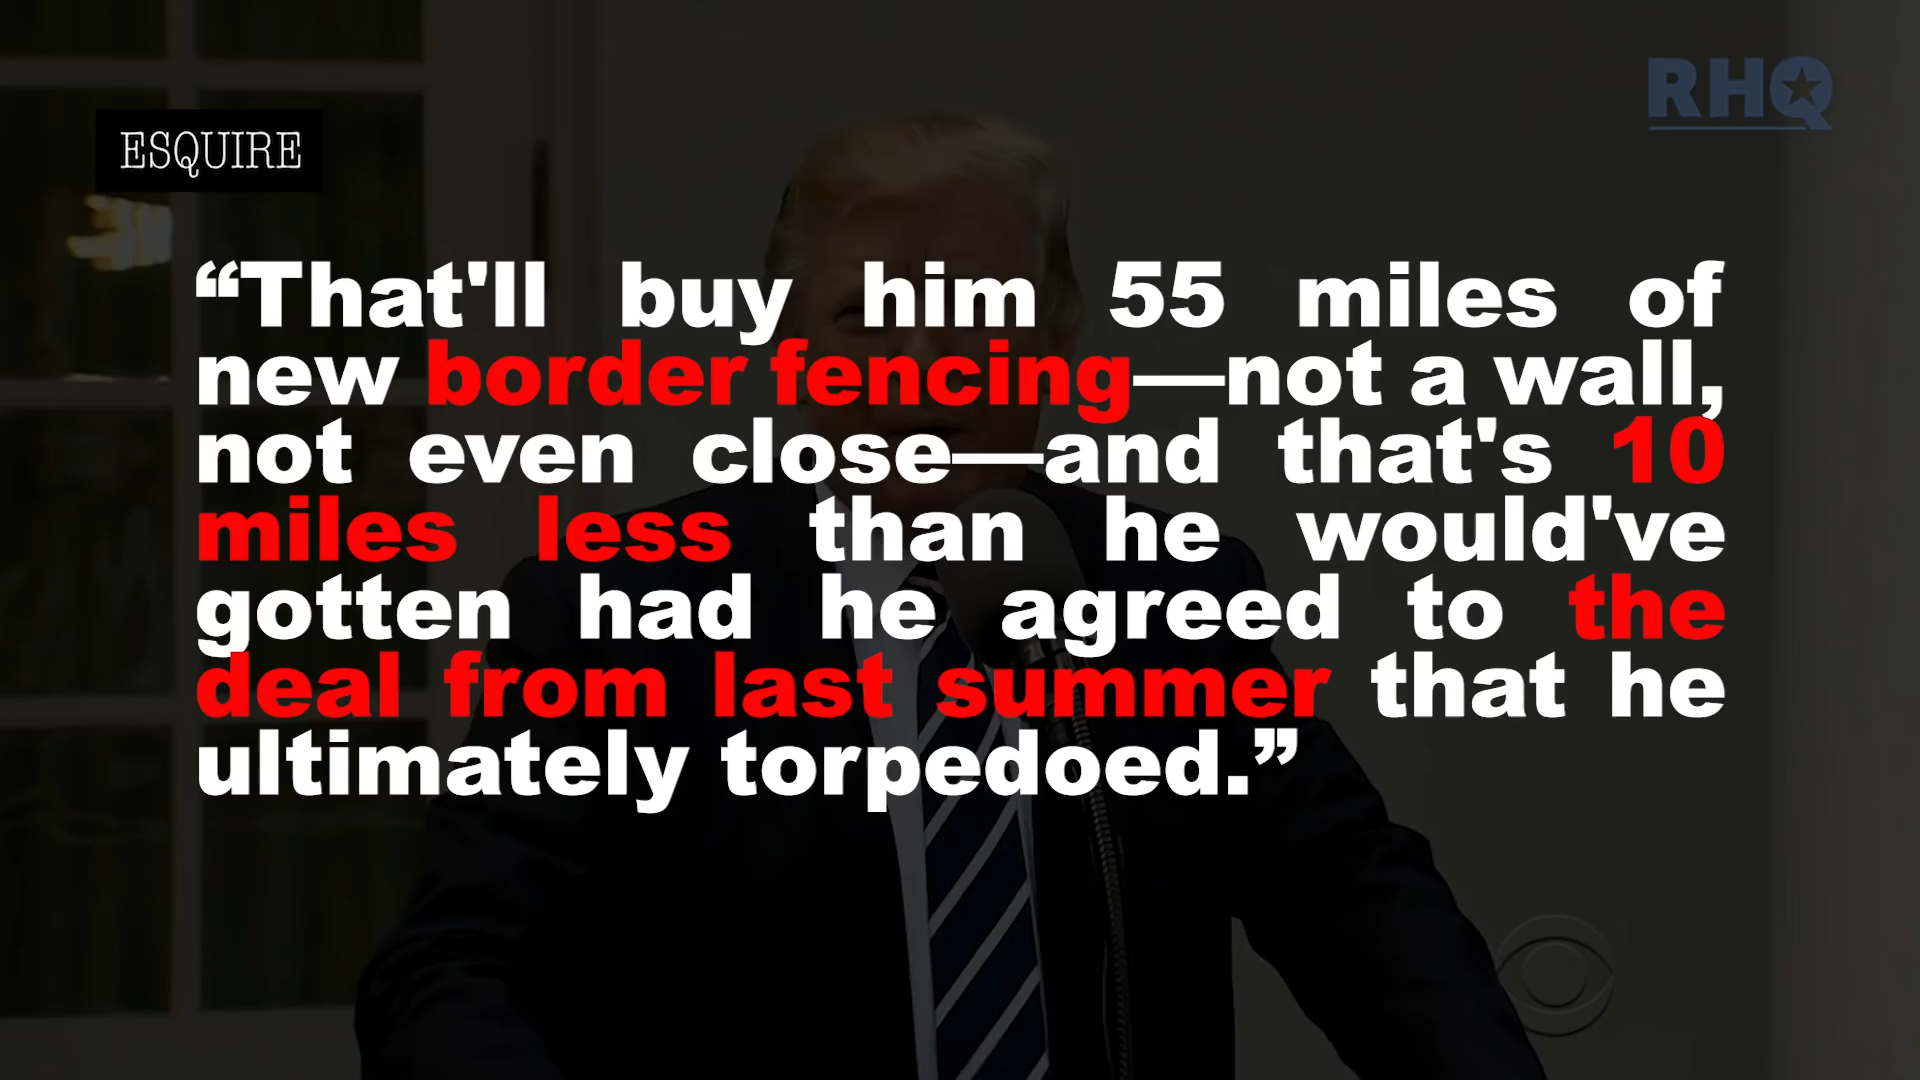 RHQ
ESQUIRE
“That'll buy him 55 miles of
new border fencing—not a wall,
not even close—and that's 10
miles less than he would've
gotten had he agreed to the
deal from last summer that he
ultimately torpedoed.”